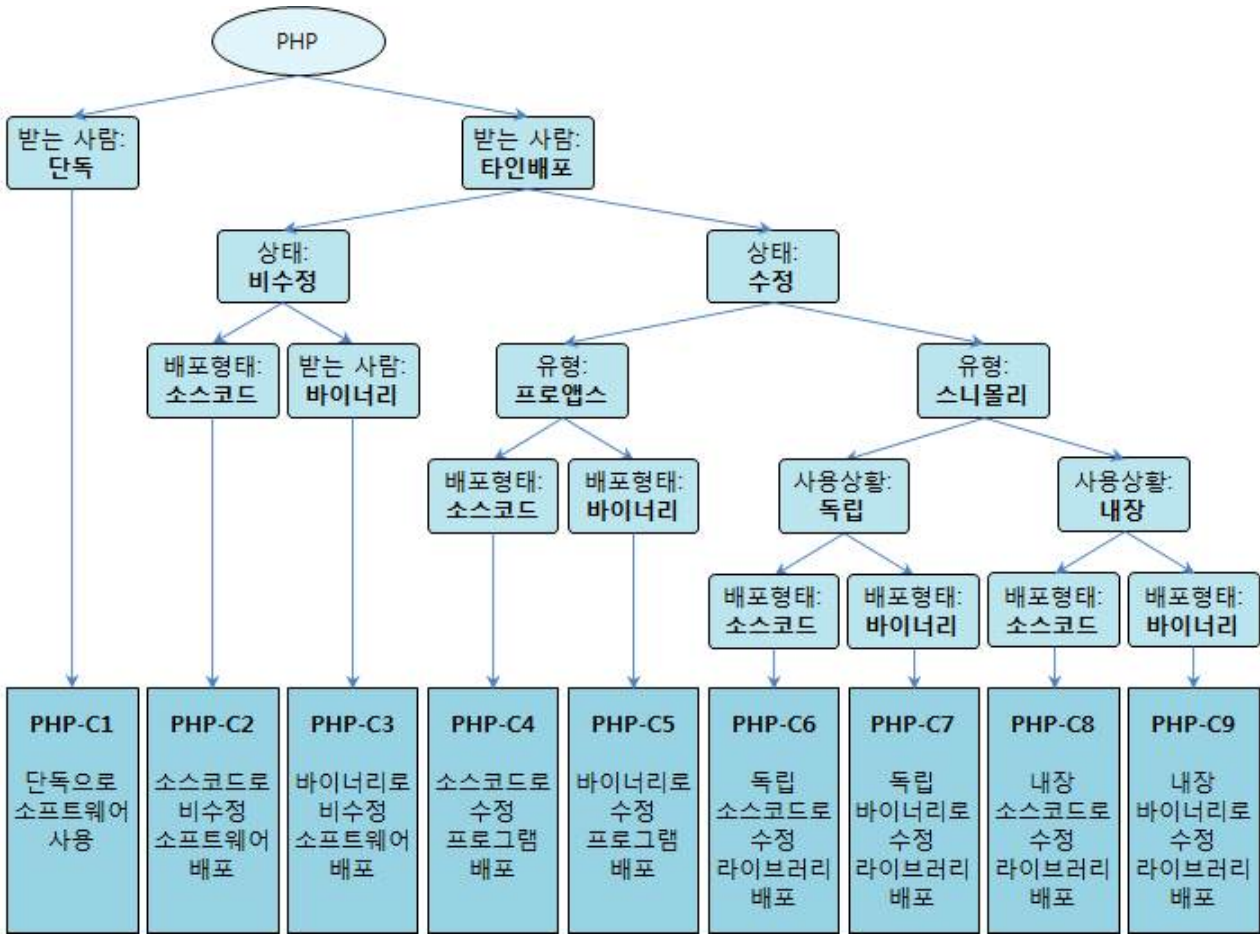 PHP
받는 사람:
단독
받는 사람:
타인배포
상태:
비수정
상태:
수정
배포형태:
소스코드
받는 사람:
바이너리
유형:
프로앱스
유형:
스니몰리
배포형태:
소스코드
배포형태:
바이너리
사용상황:
독립
사용상황:
내장
배포형태:
소스코드
배포형태:
바이너리
배포형태:
소스코드
배포형태:
바이너리
PHP-C1
단독으로
소프트웨어
사용
PHP-C2
소스코드로
비수정
소프트웨어
배포
PHP-C3
바이너리로
비수정
소프트웨어
배포
PHP-C4
소스코드로
수정
프로그램
배포
PHP-C5
바이너리로
수정
프로그램
배포
PHP-C6
독립
소스코드로
수정
라이브러리
배포
PHP-C7
독립
바이너리로
수정
라이브러리
배포
PHP-C8
내장
소스코드로
수정
라이브러리
배포
PHP-C9
내장
바이너리로
수정
라이브러리
배포